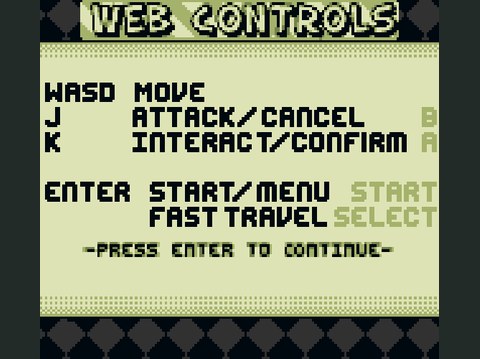 WEB CONTROLS
WASD MOVE
J ATTACK/CANCEL B
K INTERACT/CONFIRM A
ENTER START/MENU START
FAST TRAVEL SELECT
-PRESS ENTER TO CONTINUE-